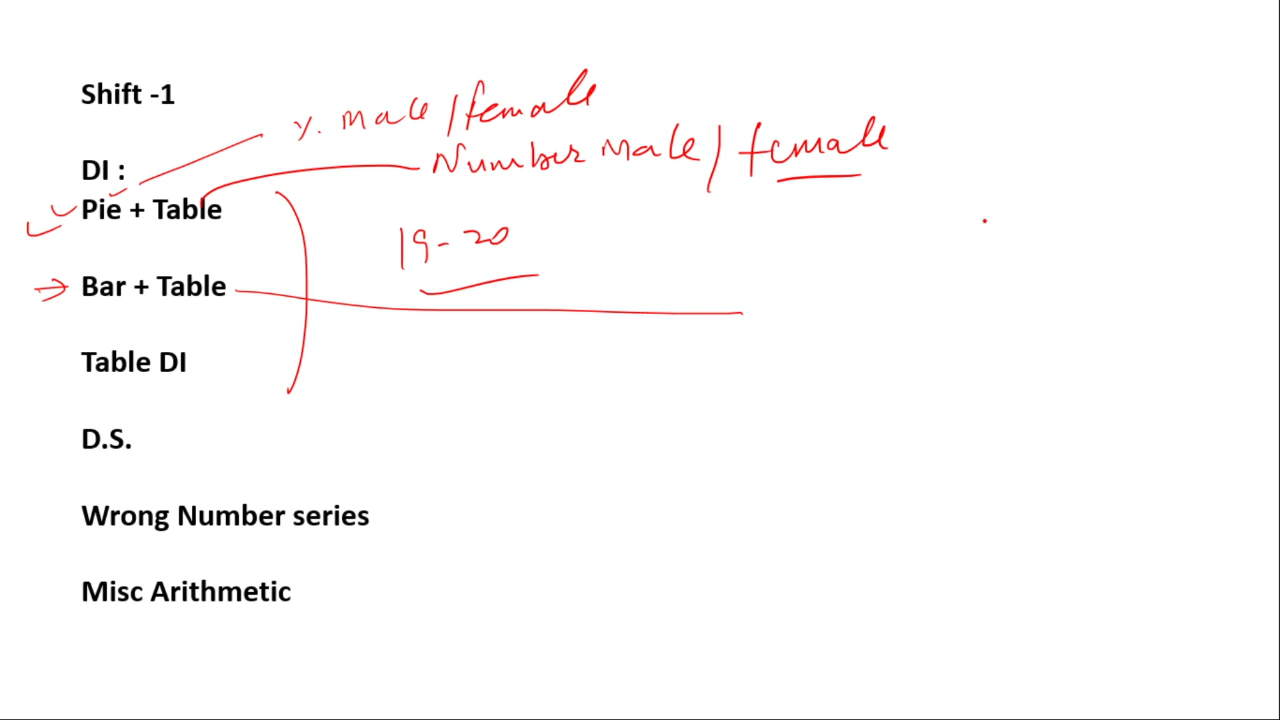 Shift -1
%. male / female
Number male / female
DI :
Pie + Table
19 - 20
Bar + Table
Table DI
D.S.
Wrong Number series
Misc Arithmetic